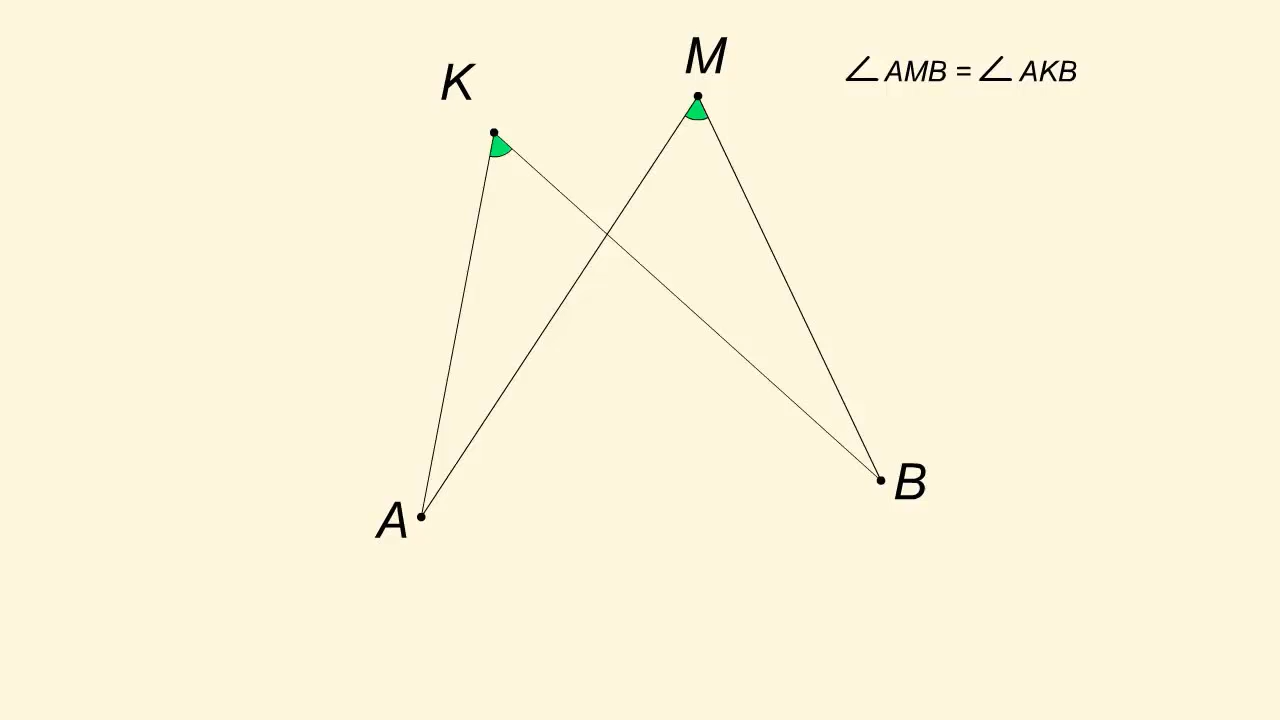 K
M
∠AMB = ∠AKB
A
B